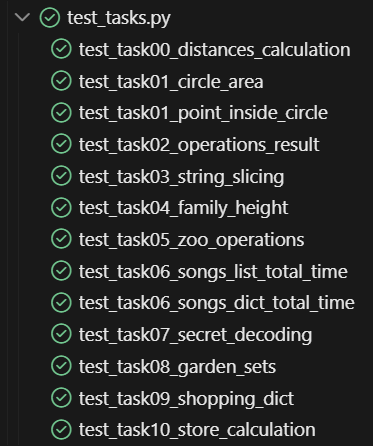 test_tasks.py
test_task00_distances_calculation
test_task01_circle_area
test_task01_point_inside_circle
test_task02_operations_result
test_task03_string_slicing
test_task04_family_height
test_task05_zoo_operations
test_task06_songs_list_total_time
test_task06_songs_dict_total_time
test_task07_secret_decoding
test_task08_garden_sets
test_task09_shopping_dict
test_task10_store_calculation